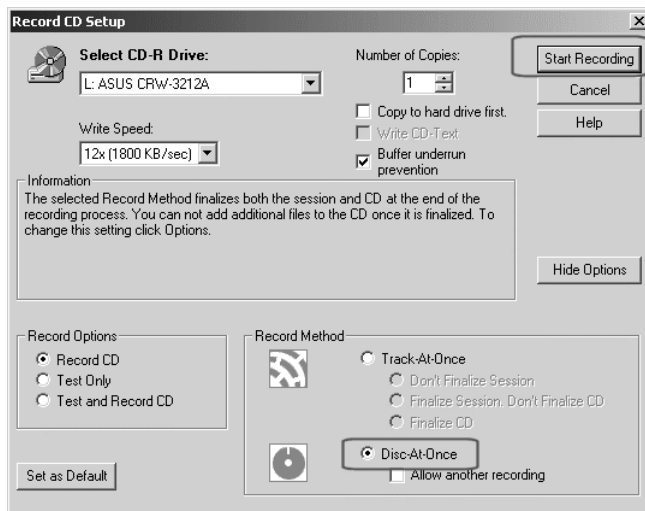 Record CD Setup
Select CD-R Drive:
L: ASUS CRW-3212A
Write Speed:
12x (1800 KB/sec)
Number of Copies:
1
Copy to hard drive first.
Write CD-Text
Buffer underrun
prevention
Start Recording
Cancel
Help
Information
The selected Record Method finalizes both the session and CD at the end of the
recording process. You can not add additional files to the CD once it is finalized. To
change this setting click Options.
Hide Options
Record Options
Record CD
Test Only
Test and Record CD
Set as Default
Record Method
Track-At-Once
Don't Finalize Session
Finalize Session. Don't Finalize CD
Finalize CD
Disc-At-Once
Allow another recording